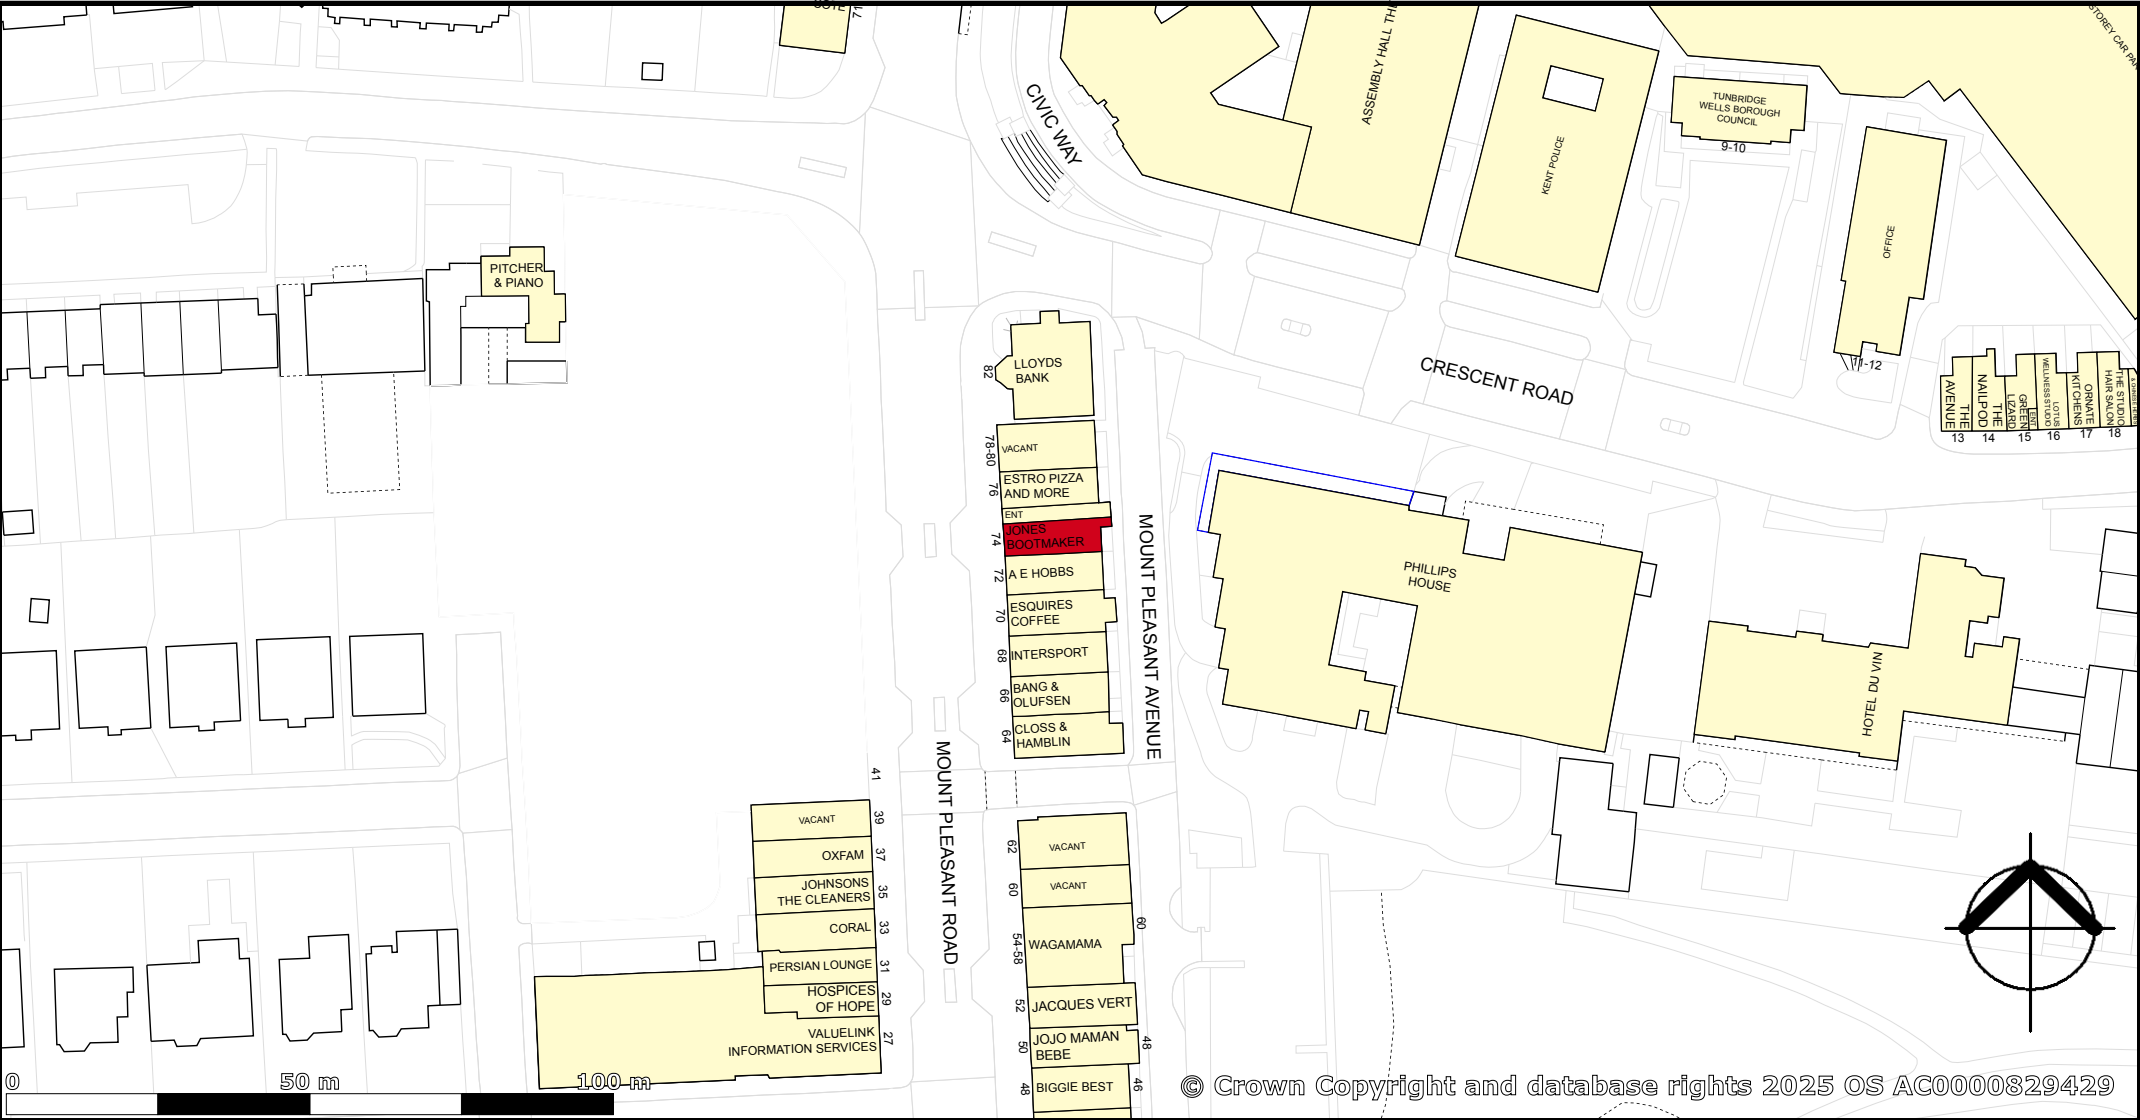 71
CIVIC WAY
ASSEMBLY HALL
KENT POLICE
TUNBRIDGE
WELLS BOROUGH
COUNCIL
9-10
STOREY CAR
OFFICE
11-12
PITCHER
& PIANO
LLOYDS
BANK
82
CRESCENT ROAD
THE
AVENUE
13
THE
NAILPOD
14
GREEN
LIZARD
15
ENT
LOTUS
WELLNESS STUDIO
16
ORNATE
KITCHENS
17
THE STUDIO
HAIR SALON
18
78-80
VACANT
76
ESTRO PIZZA
AND MORE
ENT
74
JONES
BOOTMAKER
72
A E HOBBS
70
ESQUIRES
COFFEE
68
INTERSPORT
66
BANG &
OLUFSEN
64
CLOSS &
HAMBLIN
MOUNT PLEASANT AVENUE
PHILLIPS
HOUSE
HOTEL DU VIN
MOUNT PLEASANT ROAD
41
VACANT
39
OXFAM
37
JOHNSONS
THE CLEANERS
35
CORAL
33
PERSIAN LOUNGE
31
HOSPICES
OF HOPE
29
VALUELINK
INFORMATION SERVICES
27
62
VACANT
60
VACANT
54-58
WAGAMAMA
60
52
JACQUES VERT
50
JOJO MAMAN
BEBE
48
48
BIGGIE BEST
46
0
50 m
100 m
© Crown Copyright and database rights 2025 OS AC0000829429